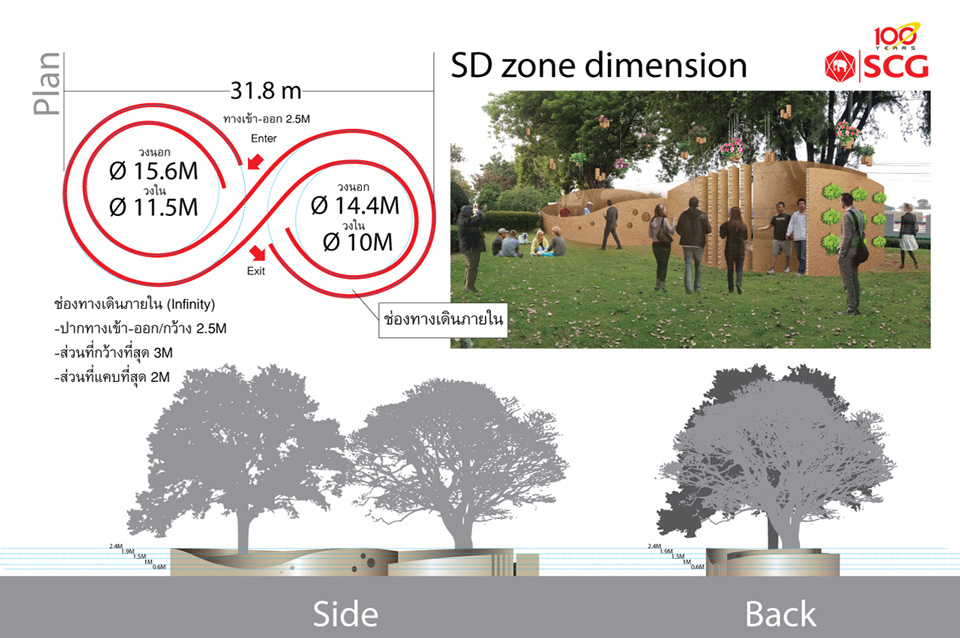 Plan
SD zone dimension
100
YEARS
SCG
31.8 m
ทางเข้า-ออก 2.5M
Enter
วงนอก
Ø 15.6M
วงใน
Ø 11.5M
วงนอก
Ø 14.4M
วงใน
Ø 10M
Exit
ช่องทางเดินภายใน
ช่องทางเดินภายใน (Infinity)
-ปากทางเข้า-ออก/กว้าง 2.5M
-ส่วนที่กว้างที่สุด 3M
-ส่วนที่แคบที่สุด 2M
2.4M
1.9M
1.5M
1M
0.6M
2.4M
1.9M
1.5M
1M
0.6M
Side
Back